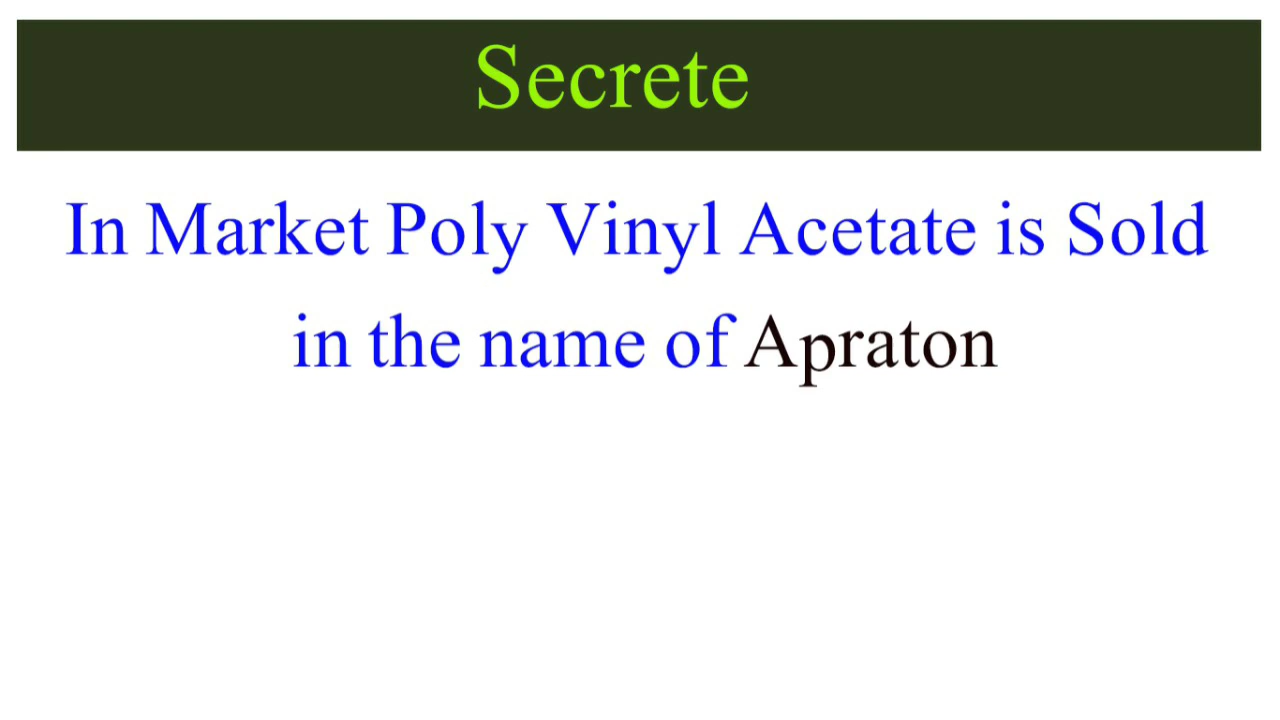 Secrete
In Market Poly Vinyl Acetate is Sold
in the name of Apraton